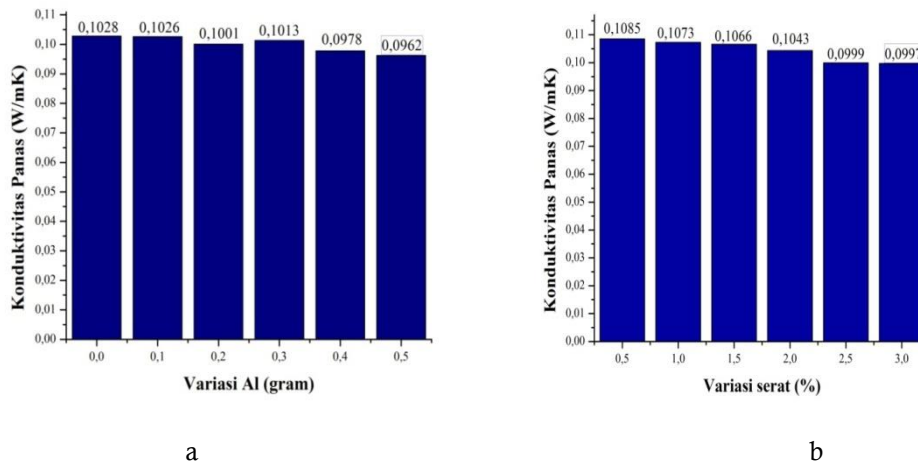 0,11
0,10
0,09
0,08
0,07
0,06
0,05
0,04
0,03
0,02
0,01
0,00
Konduktivitas Panas (W/mK)
0,1028 0,1026 0,1001 0,1013 0,0978 0,0962
0,0 0,1 0,2 0,3 0,4 0,5
Variasi Al (gram)
a
0,11
0,10
0,09
0,08
0,07
0,06
0,05
0,04
0,03
0,02
0,01
0,00
Konduktivitas Panas (W/mK)
0,1085 0,1073 0,1066 0,1043 0,0999 0,0997
0,5 1,0 1,5 2,0 2,5 3,0
Variasi serat (%)
b